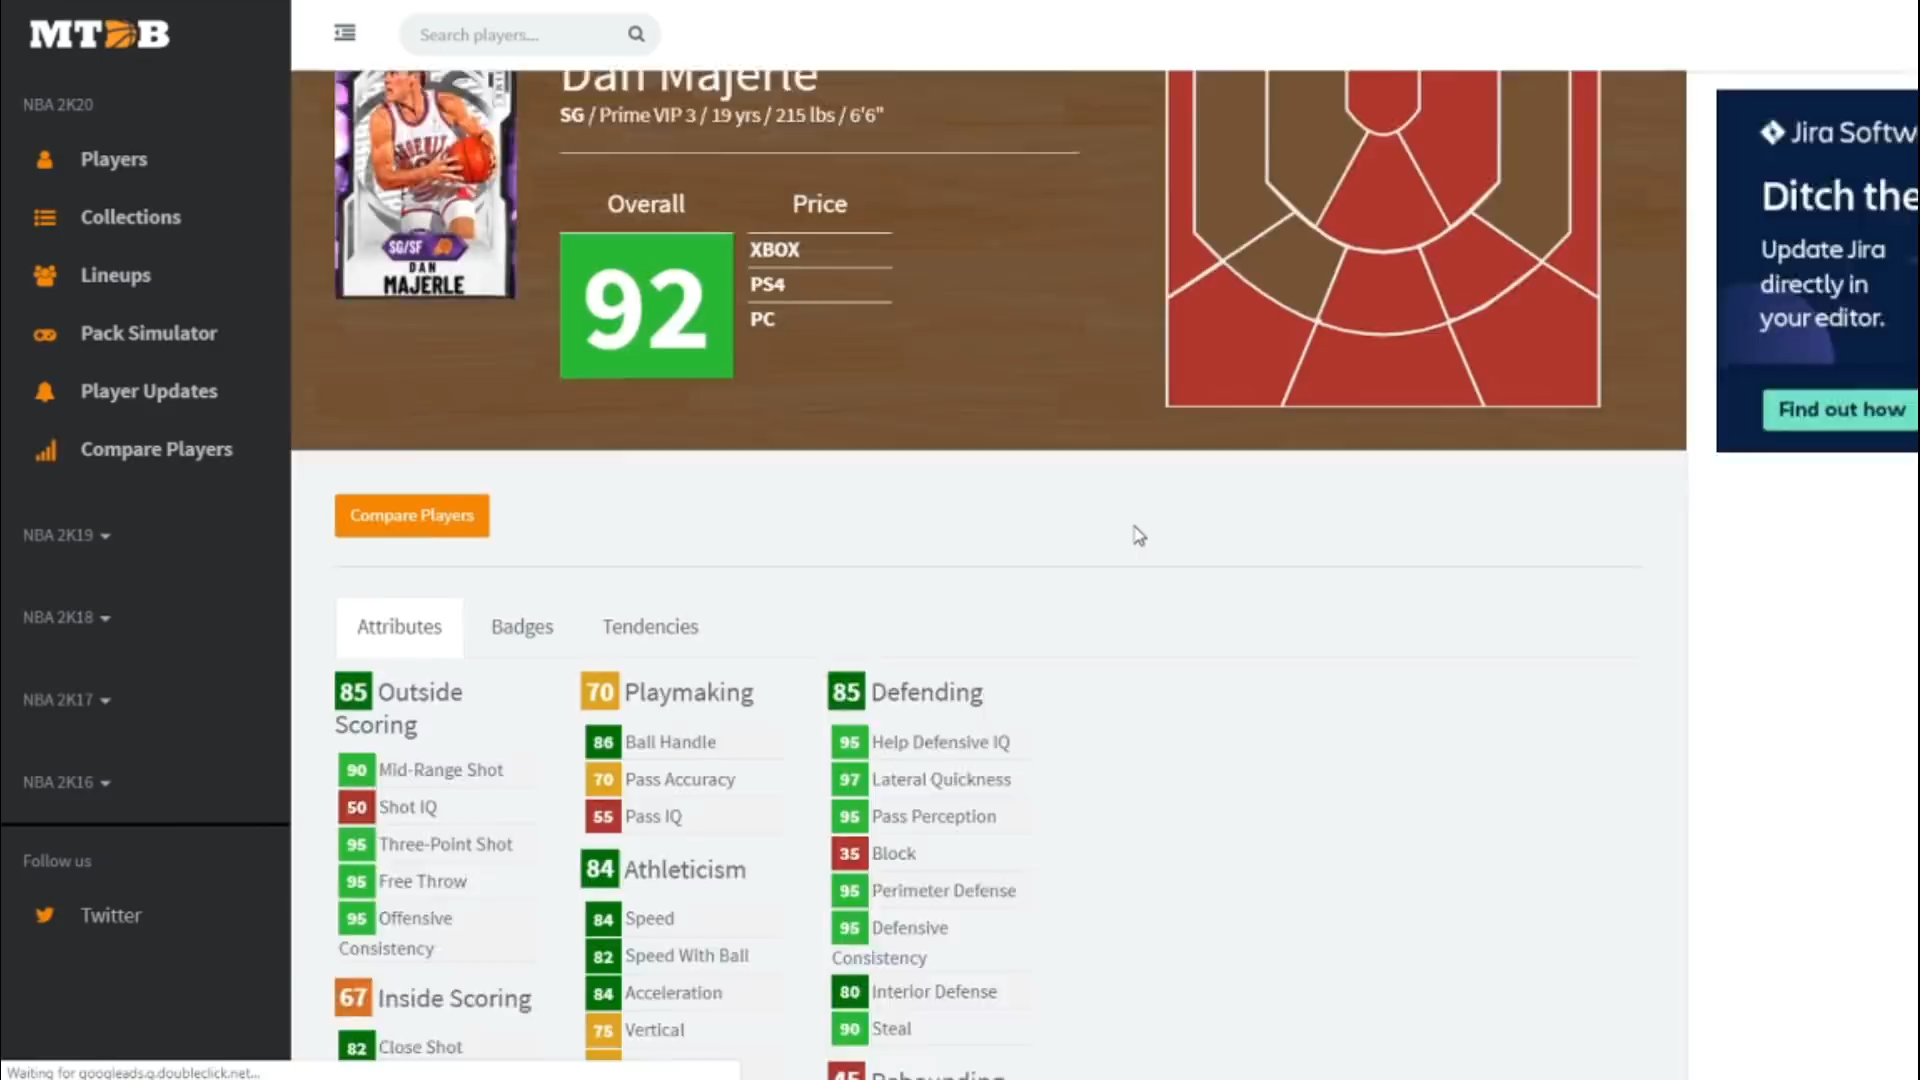 MTDB
Search players...
NBA 2K20
Players
Collections
Lineups
Pack Simulator
Player Updates
Compare Players
NBA 2K19
NBA 2K18
NBA 2K17
NBA 2K16
Follow us
Twitter
Waiting for googleads.g.doubleclick.net...
SG/SF
DAN
MAJERLE
Dan Majerle
SG / Prime VIP 3 / 19 yrs / 215 lbs / 6'6"
Overall
92
Price
XBOX
PS4
PC
Jira Softw
Ditch the
Update Jira
directly in
your editor.
Find out how
Compare Players
Attributes Badges Tendencies
85 Outside
Scoring
90 Mid-Range Shot
50 Shot IQ
95 Three-Point Shot
95 Free Throw
95 Offensive
Consistency
67 Inside Scoring
82 Close Shot
70 Playmaking
86 Ball Handle
70 Pass Accuracy
55 Pass IQ
84 Athleticism
84 Speed
82 Speed With Ball
84 Acceleration
75 Vertical
85 Defending
95 Help Defensive IQ
97 Lateral Quickness
95 Pass Perception
35 Block
95 Perimeter Defense
95 Defensive
Consistency
80 Interior Defense
90 Steal
45 Rebounding